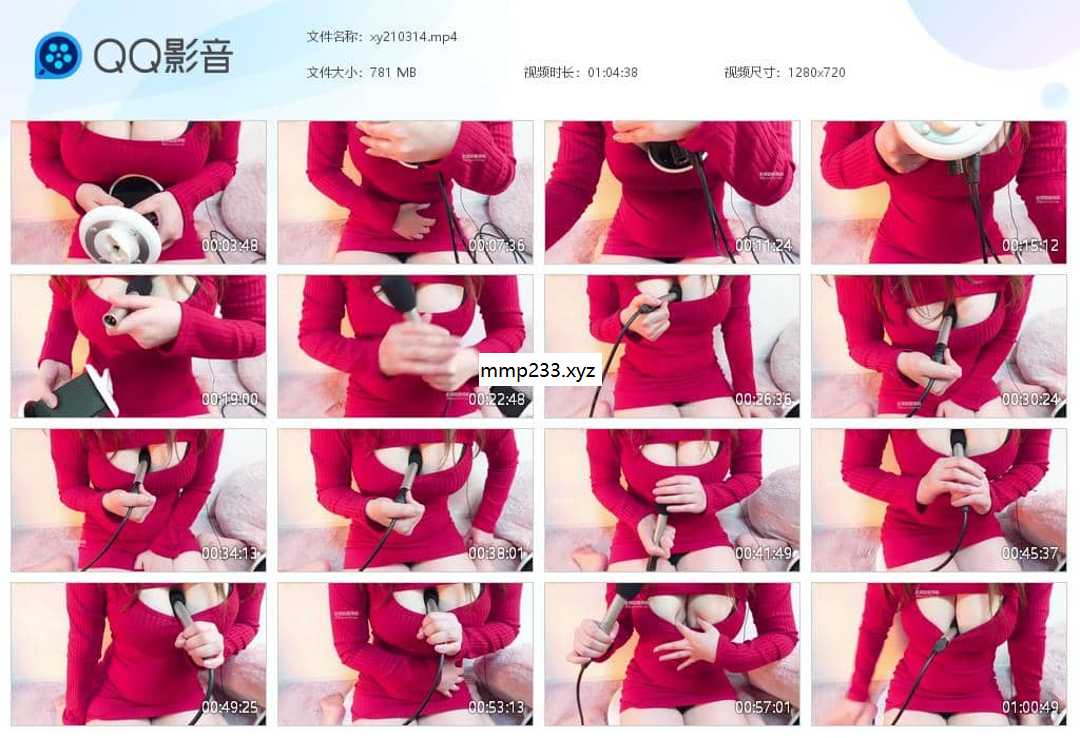 QQ影音
文件名称：xy210314.mp4
文件大小：781 MB 视频时长：01:04:38 视频尺寸：1280x720
00:03:48 00:07:36 00:11:24 00:15:12
00:19:00 00:22:48 00:26:36 00:30:24
mmp233.xyz
00:34:13 00:38:01 00:41:49 00:45:37
00:49:25 00:53:13 00:57:01 01:00:49